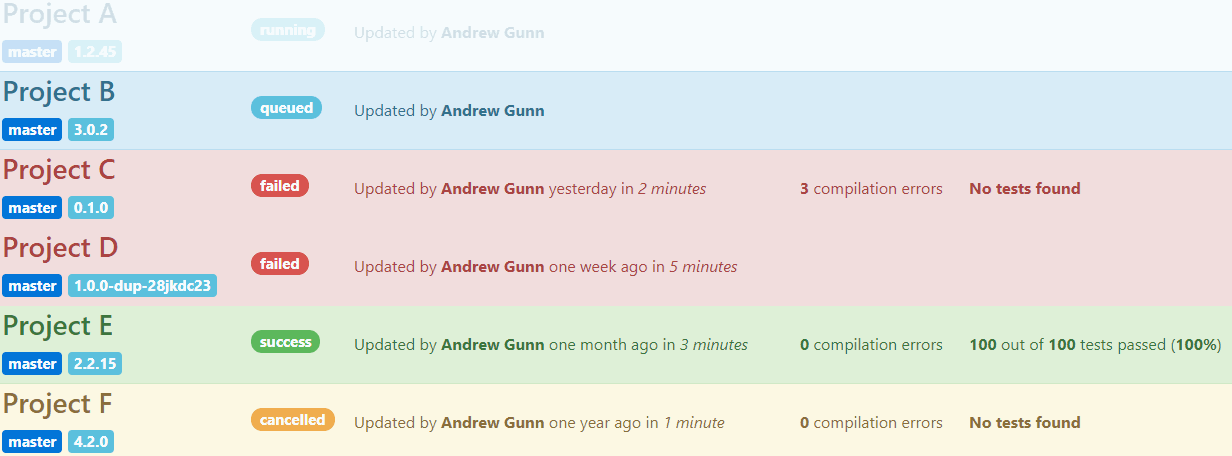 Project A
running
Updated by Andrew Gunn
master 1.2.45
Project B
queued
Updated by Andrew Gunn
master 3.0.2
Project C
failed
Updated by Andrew Gunn yesterday in 2 minutes
3 compilation errors
No tests found
master 0.1.0
Project D
failed
Updated by Andrew Gunn one week ago in 5 minutes
master 1.0.0-dup-28jkdc23
Project E
success
Updated by Andrew Gunn one month ago in 3 minutes
0 compilation errors
100 out of 100 tests passed (100%)
master 2.2.15
Project F
cancelled
Updated by Andrew Gunn one year ago in 1 minute
0 compilation errors
No tests found
master 4.2.0